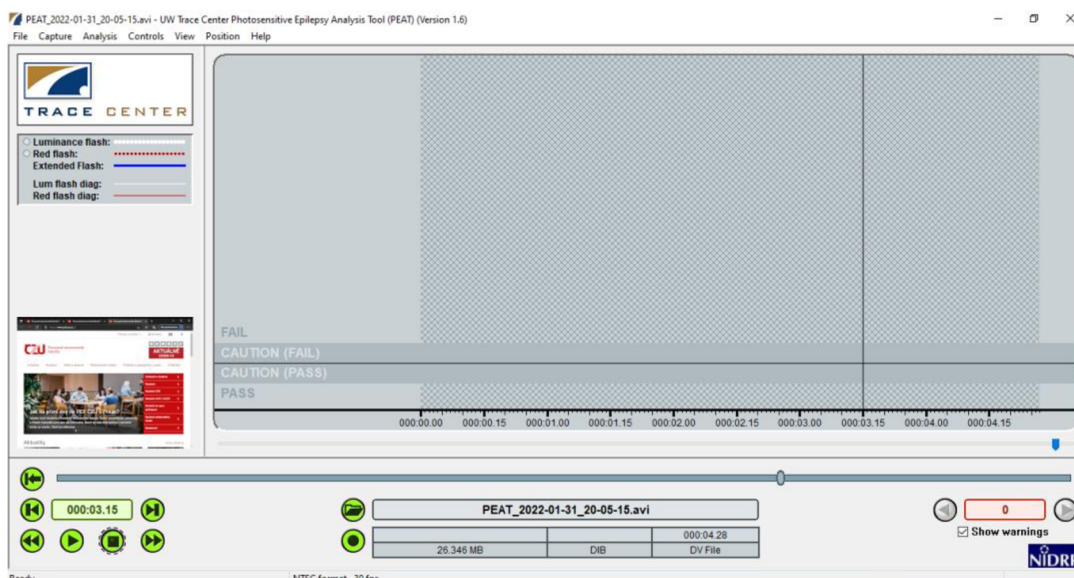 PEAT_2022-01-31_20-05-15.avi - UW Trace Center Photosensitive Epilepsy Analysis Tool (PEAT) (Version 1.6)
File Capture Analysis Controls View Position Help
TRACE CENTER
Luminance flash:
Red flash:
Extended Flash:
Lum flash diag:
Red flash diag:
FAIL
CAUTION (FAIL)
CAUTION (PASS)
PASS
000:00.00 000:00.15 000:01.00 000:01.15 000:02.00 000:02.15 000:03.00 000:03.15 000:04.00 000:04.15
CZU
AKTUÁLNĚ
Aktuality
000:03.15
PEAT_2022-01-31_20-05-15.avi
0
000:04.28
Show warnings
26.346 MB DIB DV File
Ready
NTSC format - 30 fps